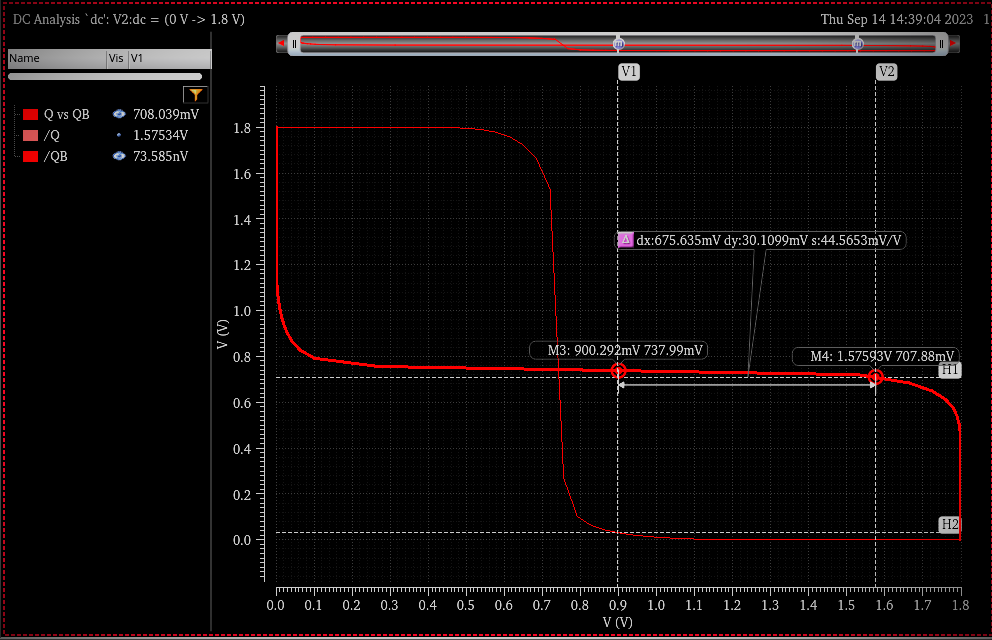 DC Analysis `dc': V2:dc = (0 V -> 1.8 V)
Thu Sep 14 14:39:04 2023
Name Vis V1
Q vs QB 708.039mV
/Q 1.57534V
/QB 73.585nV
V1 V2
1.8
1.6
1.4
1.2
1.0
0.8
0.6
0.4
0.2
0.0
V (V)
Δ dx:675.635mV dy:30.1099mV s:44.5653mV/V
M3: 900.292mV 737.99mV
M4: 1.57593V 707.88mV
H1
H2
0.0 0.1 0.2 0.3 0.4 0.5 0.6 0.7 0.8 0.9 1.0 1.1 1.2 1.3 1.4 1.5 1.6 1.7 1.8
V (V)